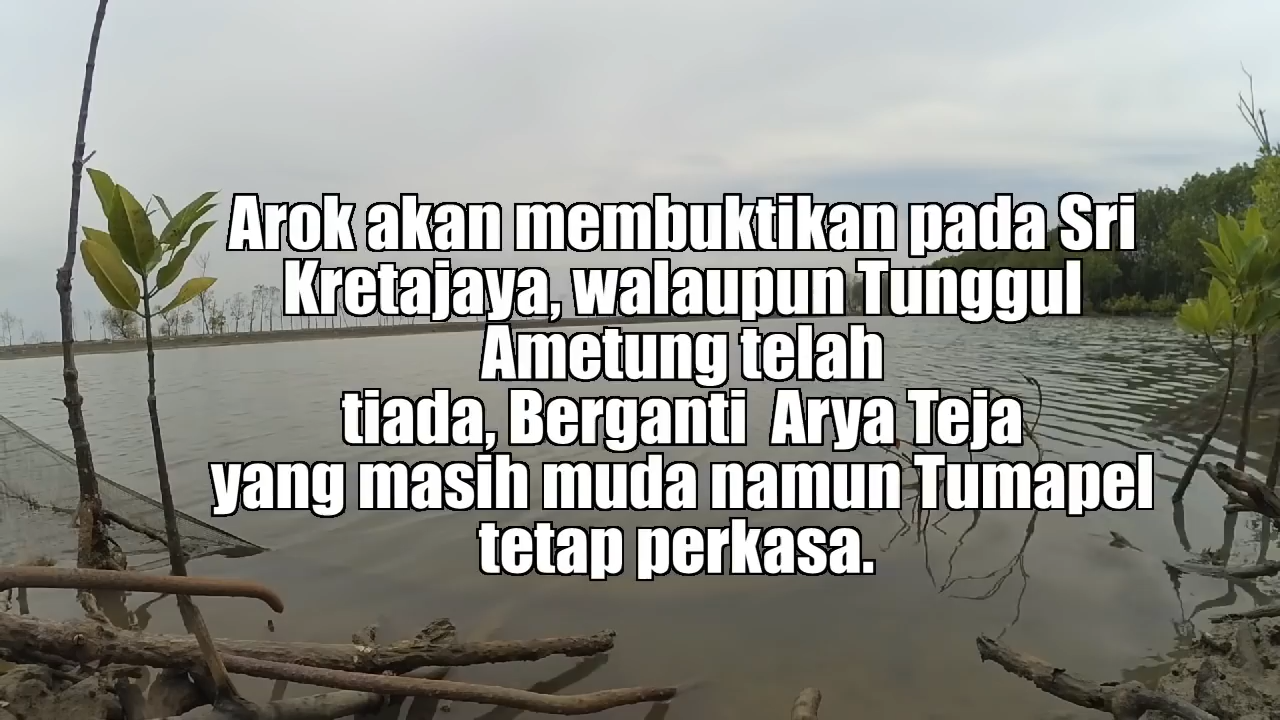 Arok akan membuktikan pada Sri
Kretajaya, walaupun Tunggul
Ametung telah
tiada, Berganti  Arya Teja
yang masih muda namun Tumapel
tetap perkasa.